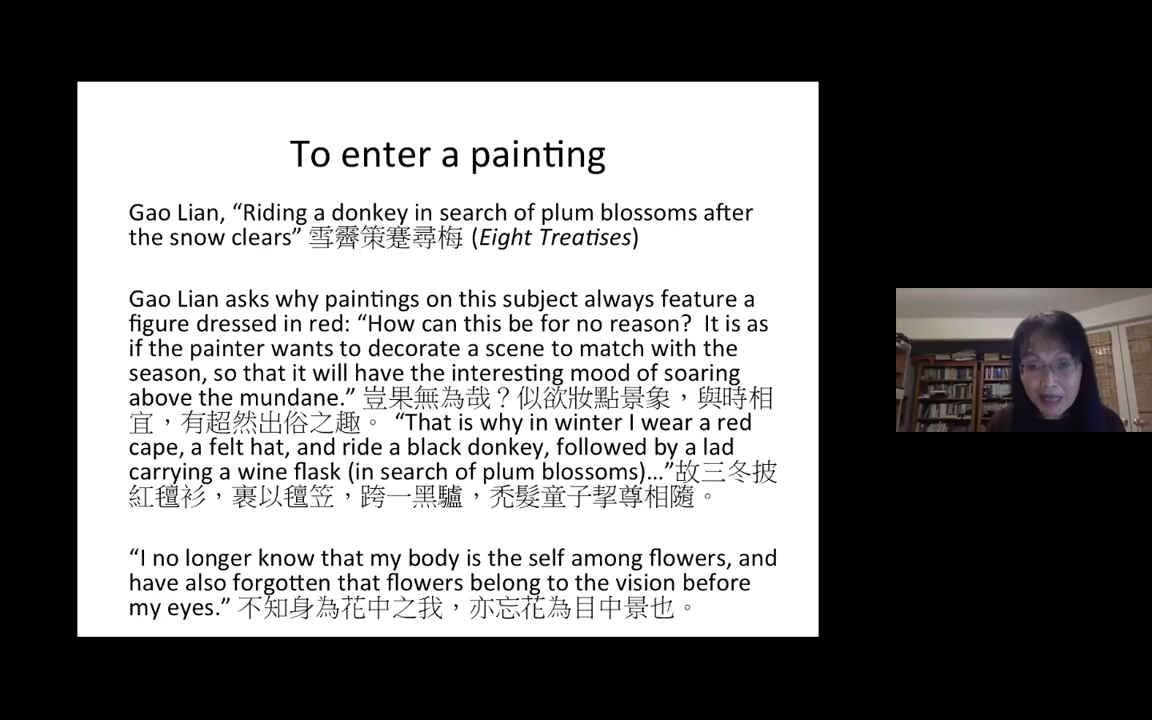 To enter a painting
Gao Lian, “Riding a donkey in search of plum blossoms after
the snow clears” 雪霽策蹇尋梅 (Eight Treatises)
Gao Lian asks why paintings on this subject always feature a
figure dressed in red: “How can this be for no reason?  It is as
if the painter wants to decorate a scene to match with the
season, so that it will have the interesting mood of soaring
above the mundane.” 豈果無為哉？似欲妝點景象，與時相
宜，有超然出俗之趣。 “That is why in winter I wear a red
cape, a felt hat, and ride a black donkey, followed by a lad
carrying a wine flask (in search of plum blossoms)…”故三冬披
紅氊衫，裹以氊笠，跨一黑驢，禿髮童子挈尊相隨。
“I no longer know that my body is the self among flowers, and
have also forgotten that flowers belong to the vision before
my eyes.” 不知身為花中之我，亦忘花為目中景也。